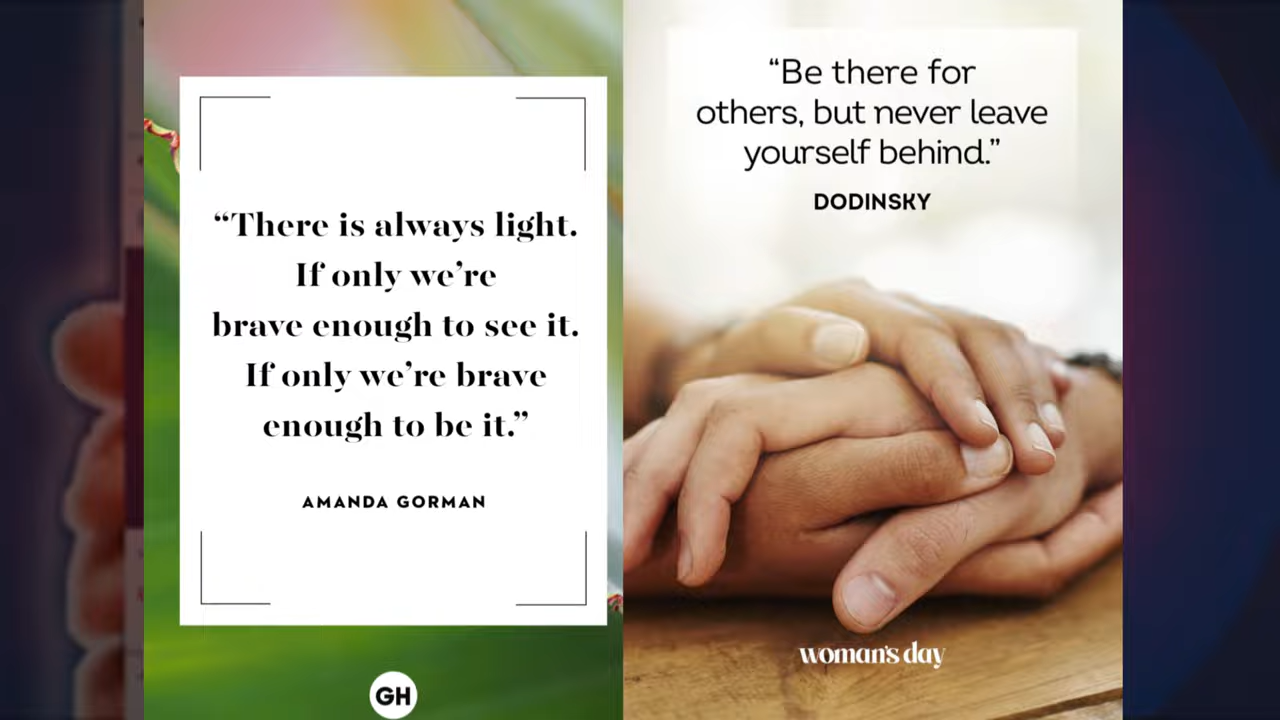 “There is always light.
If only we’re
brave enough to see it.
If only we’re brave
enough to be it.”
AMANDA GORMAN
GH
“Be there for
others, but never leave
yourself behind.”
DODINSKY
woman's day